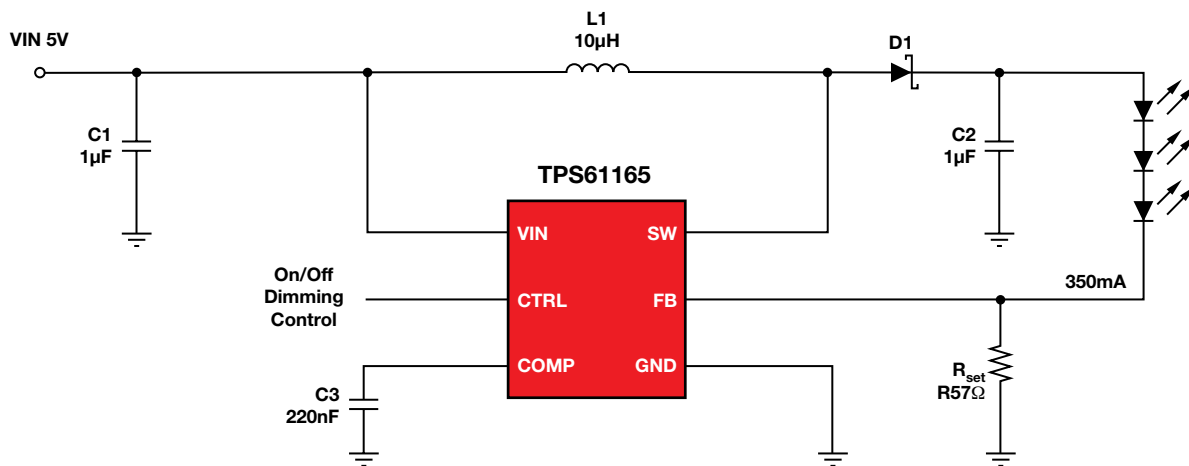 VIN 5V
L1
10µH
D1
C1
1µF
C2
1µF
TPS61165
VIN
SW
On/Off
Dimming
Control
CTRL
FB
350mA
COMP
GND
C3
220nF
Rset
R57Ω